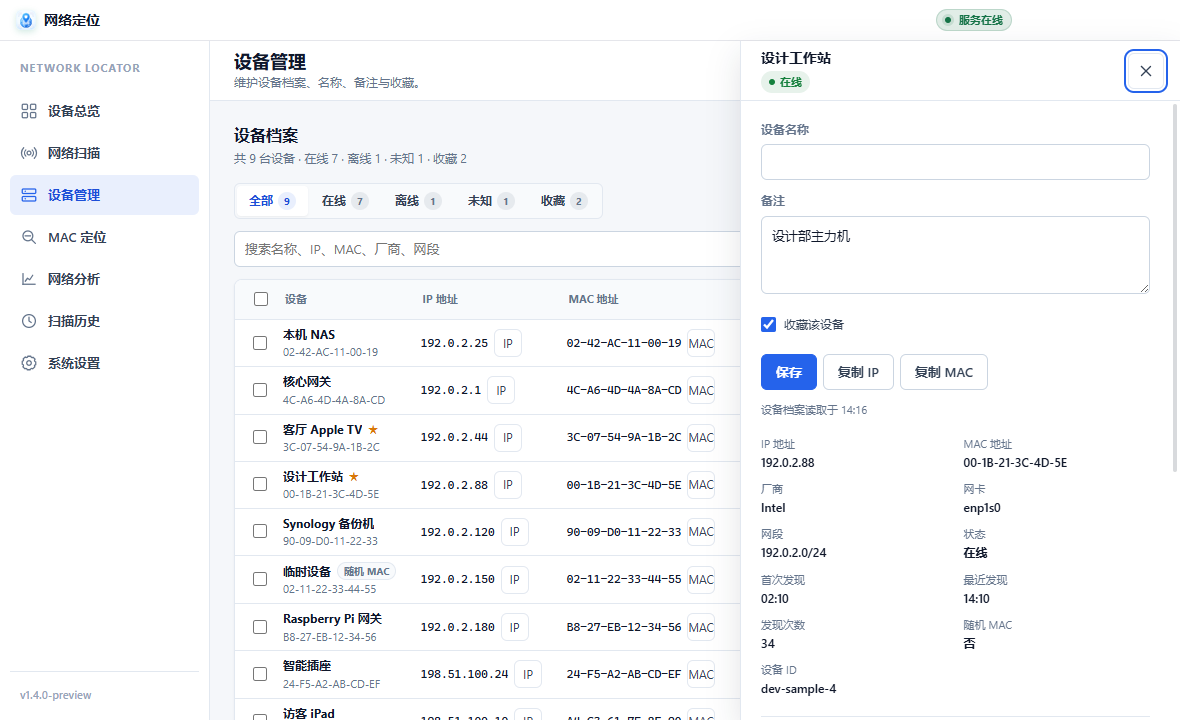 网络定位
服务在线
NETWORK LOCATOR
设备总览
网络扫描
设备管理
MAC 定位
网络分析
扫描历史
系统设置
v1.4.0-preview
设备管理
维护设备档案、名称、备注与收藏。
设备档案
共 9 台设备 · 在线 7 · 离线 1 · 未知 1 · 收藏 2
全部 9 在线 7 离线 1 未知 1 收藏 2
搜索名称、IP、MAC、厂商、网段
设备 IP 地址 MAC 地址
本机 NAS
02-42-AC-11-00-19
192.0.2.25 IP 02-42-AC-11-00-19 MAC
核心网关
4C-A6-4D-4A-8A-CD
192.0.2.1 IP 4C-A6-4D-4A-8A-CD MAC
客厅 Apple TV ★
3C-07-54-9A-1B-2C
192.0.2.44 IP 3C-07-54-9A-1B-2C MAC
设计工作站 ★
00-1B-21-3C-4D-5E
192.0.2.88 IP 00-1B-21-3C-4D-5E MAC
Synology 备份机
90-09-D0-11-22-33
192.0.2.120 IP 90-09-D0-11-22-33 MAC
临时设备 随机 MAC
02-11-22-33-44-55
192.0.2.150 IP 02-11-22-33-44-55 MAC
Raspberry Pi 网关
B8-27-EB-12-34-56
192.0.2.180 IP B8-27-EB-12-34-56 MAC
智能插座
24-F5-A2-AB-CD-EF
198.51.100.24 IP 24-F5-A2-AB-CD-EF MAC
访客 iPad
设计工作站
在线
设备名称
备注
设计部主力机
收藏该设备
保存 复制 IP 复制 MAC
设备档案读取于 14:16
IP 地址 MAC 地址
192.0.2.88 00-1B-21-3C-4D-5E
厂商 网卡
Intel enp1s0
网段 状态
192.0.2.0/24 在线
首次发现 最近发现
02:10 14:10
发现次数 随机 MAC
34 否
设备 ID
dev-sample-4